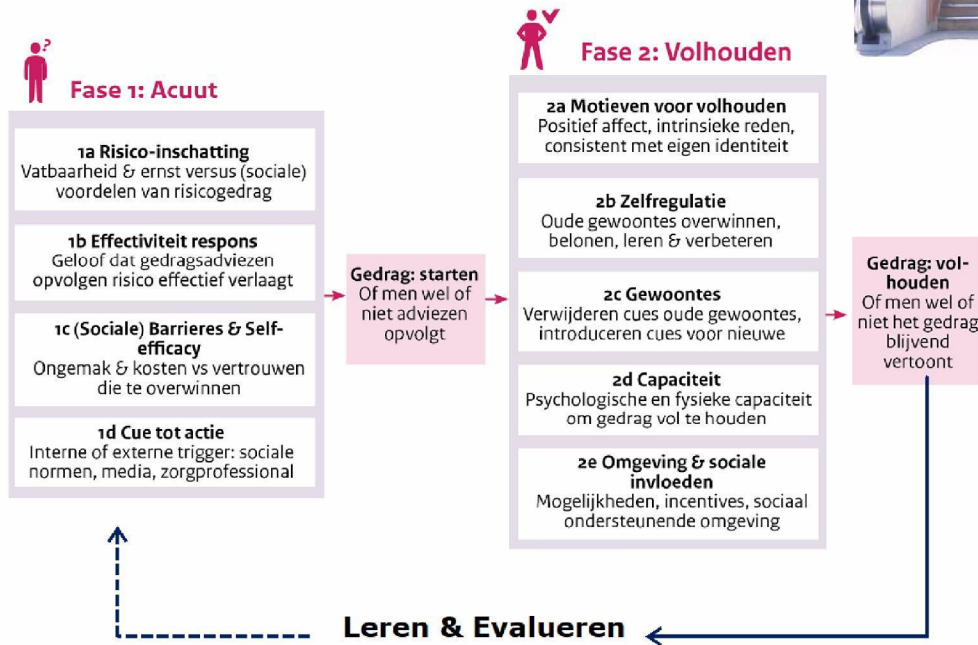 ?
Fase 1: Acuut
1a Risico-inschatting
Vatbaarheid & ernst versus (sociale)
voordelen van risicogedrag
1b Effectiviteit respons
Geloof dat gedragsadviezen
opvolgen risico effectief verlaagt
1c (Sociale) Barrieres & Self-
efficacy
Ongemak & kosten vs vertrouwen
die te overwinnen
1d Cue tot actie
Interne of externe trigger: sociale
normen, media, zorgprofessional
Gedrag: starten
Of men wel of
niet adviezen
opvolgt
Fase 2: Volhouden
2a Motieven voor volhouden
Positief affect, intrinsieke reden,
consistent met eigen identiteit
2b Zelfregulatie
Oude gewoontes overwinnen,
belonen, leren & verbeteren
2c Gewoontes
Verwijderen cues oude gewoontes,
introduceren cues voor nieuwe
2d Capaciteit
Psychologische en fysieke capaciteit
om gedrag vol te houden
2e Omgeving & sociale
invloeden
Mogelijkheden, incentives, sociaal
ondersteunende omgeving
Gedrag: vol-
houden
Of men wel of
niet het gedrag
blijvend
vertoont
Leren & Evalueren